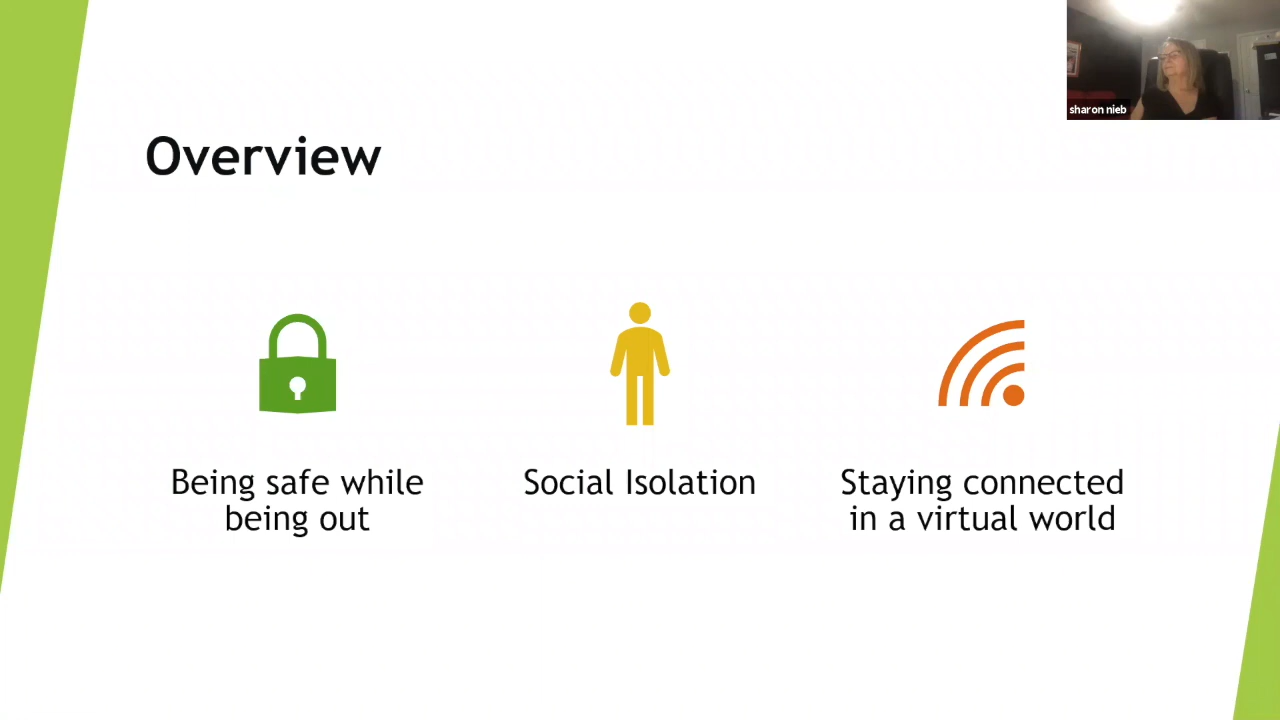 sharon nieb
Overview
Being safe while
being out
Social Isolation
Staying connected
in a virtual world